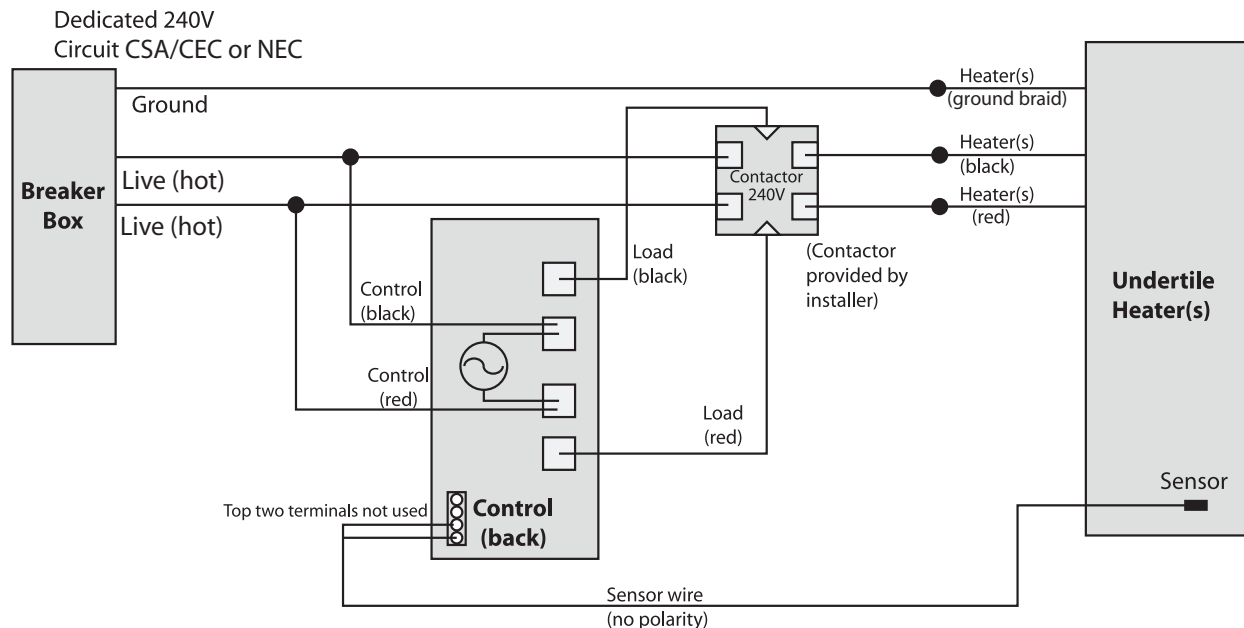 Dedicated 240V
Circuit CSA/CEC or NEC
Breaker
Box
Ground
Live (hot)
Live (hot)
Heater(s)
(ground braid)
Heater(s)
(black)
Heater(s)
(red)
Contactor
240V
(Contactor
provided by
installer)
Undertile
Heater(s)
Load
(black)
Control
(black)
Control
(red)
Load
(red)
Top two terminals not used
Control
(back)
Sensor
Sensor wire
(no polarity)